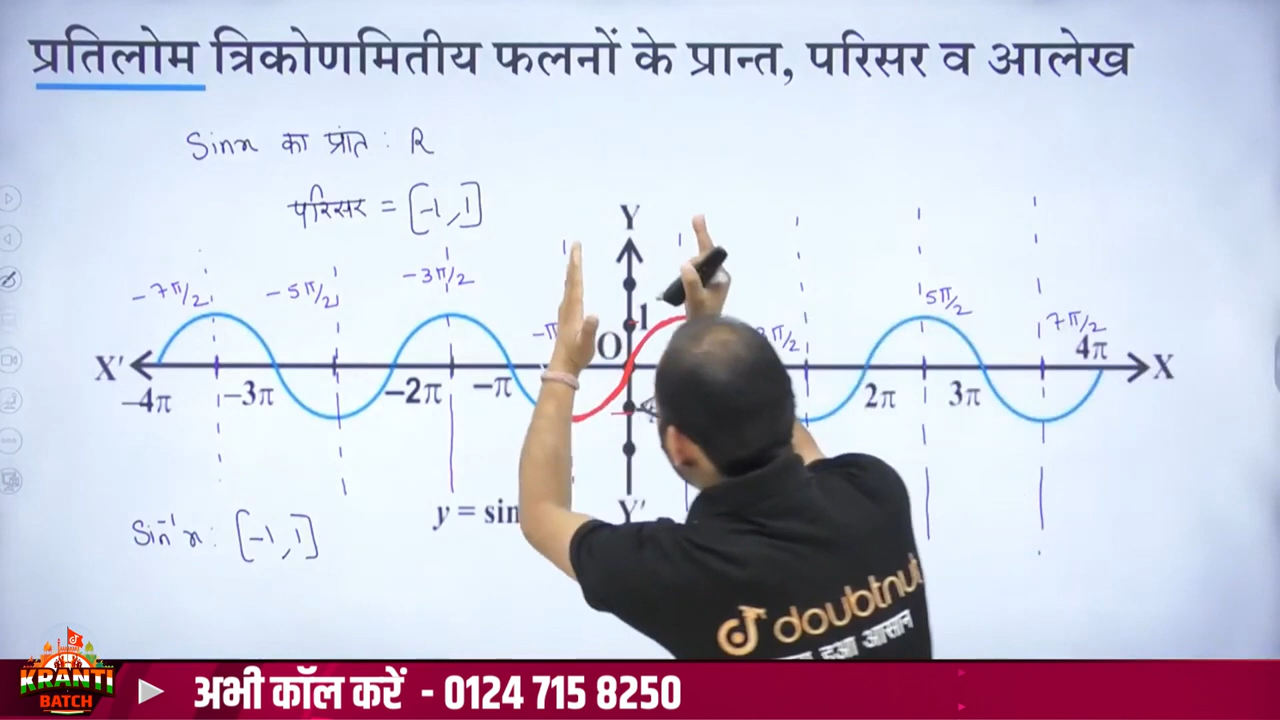 प्रतिलोम त्रिकोणमितीय फलनों के प्रान्त, परिसर व आलेख
Sinx का प्रांत : R
परिसर = [-1, 1]
Y
-7π/2 -5π/2 -3π/2 5π/2 7π/2
1
X' O X
-4π -3π -2π -π 2π 3π 4π
y = sin
Y'
Sin⁻¹x : [-1, 1]
doubtnut
हुआ आसान
KRANTI
BATCH
अभी कॉल करें - 0124 715 8250